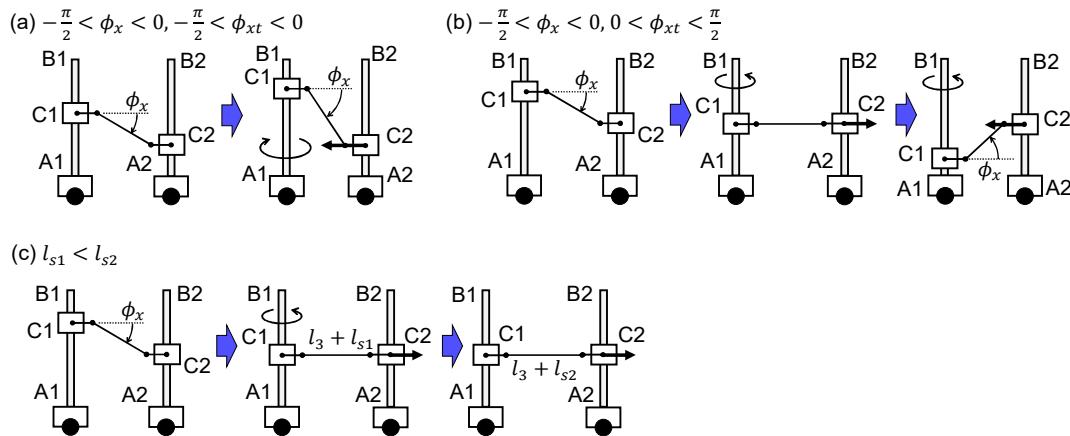 (a) −π/2 < ϕx < 0, −π/2 < ϕxt < 0
B1 B2 B1 B2
C1 ϕx C2 C1 ϕx C2
A1 A2 A1 A2
(b) −π/2 < ϕx < 0, 0 < ϕxt < π/2
B1 B2 B1 B2 B1 B2
C1 ϕx C2 C1 C2 C1 ϕx C2
A1 A2 A1 A2 A1 A2
(c) ls1 < ls2
B1 B2 B1 B2 B1 B2
C1 ϕx C2 C1 l3 + ls1 C2 C1 l3 + ls2 C2
A1 A2 A1 A2 A1 A2